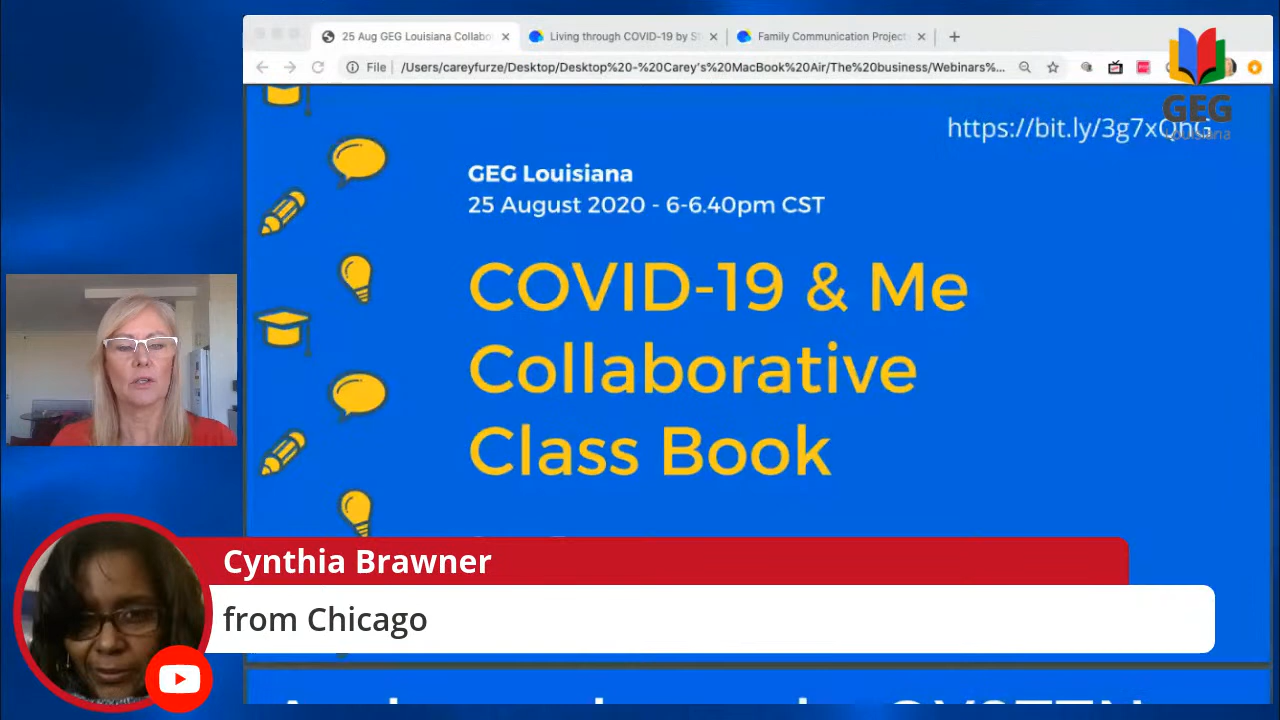 25 Aug GEG Louisiana Collabo
Living through COVID-19 by St
Family Communication Project
File | /Users/careyfurze/Desktop/Desktop%20-%20Carey's%20MacBook%20Air/The%20business/Webinars%...
https://bit.ly/3g7xQhG
GEG
Louisiana
GEG Louisiana
25 August 2020 - 6-6.40pm CST
COVID-19 & Me
Collaborative
Class Book
Cynthia Brawner
from Chicago